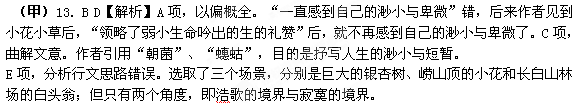 （甲）13. B D【解析】A 项，以偏概全。“一直感到自己的渺小与卑微”错，后来作者见到
小花小草后，“领略了弱小生命吟出的生的礼赞”后，就不再感到自己的渺小与卑微了。C 项，
曲解文意。作者引用“朝菌”、“蟪蛄”，目的是抒写人生的渺小与短暂。
E 项，分析行文思路错误。选取了三个场景，分别是巨大的银杏树、崂山顶的小花和长白山林
场的白头翁；但只有两个角度，即浩歌的境界与寂寞的境界。